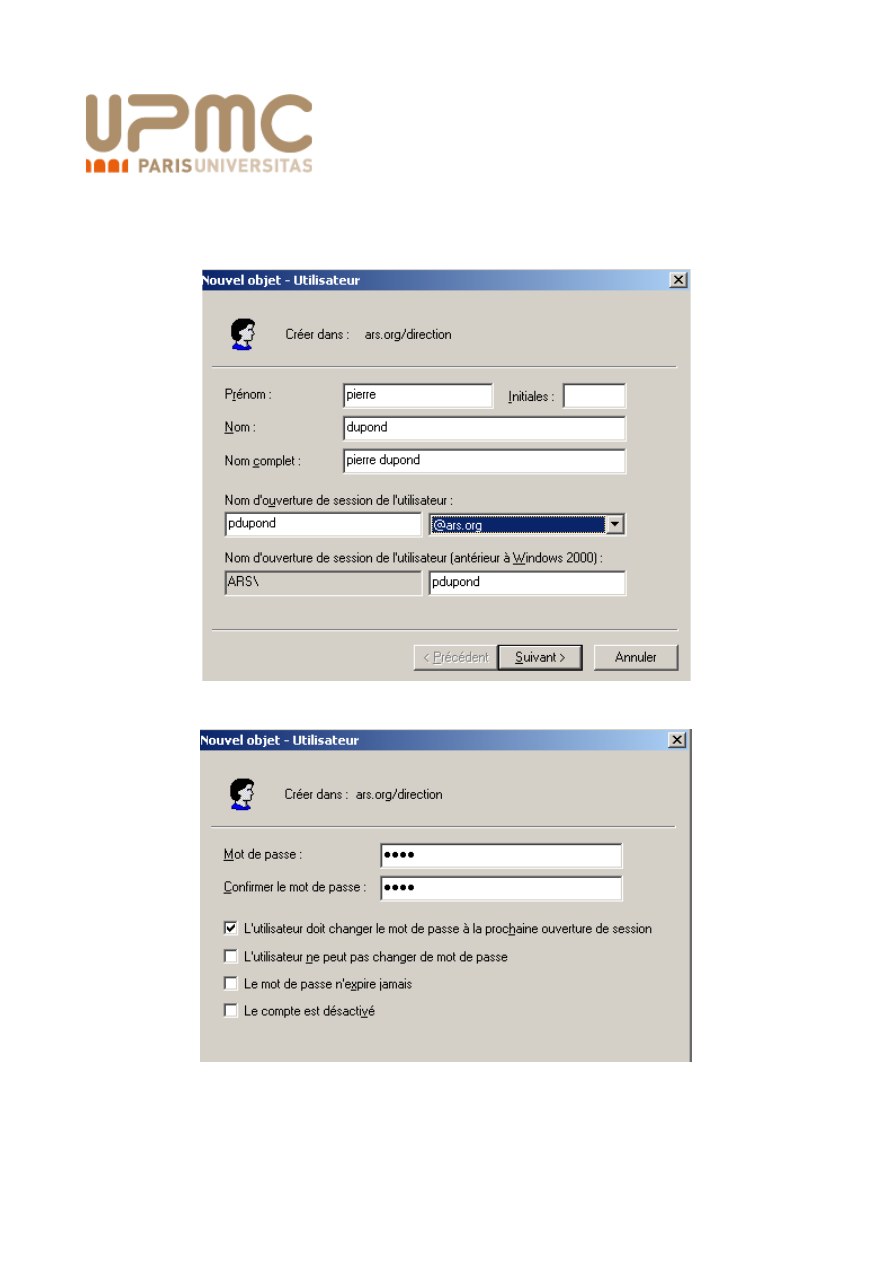 UPMC
PARISUNIVERSITAS
Nouvel objet - Utilisateur
Créer dans : ars.org/direction
Prénom : pierre Initiales :
Nom : dupond
Nom complet : pierre dupond
Nom d'ouverture de session de l'utilisateur :
pdupond @ars.org
Nom d'ouverture de session de l'utilisateur (antérieur à Windows 2000) :
ARS\ pdupond
< Précédent Suivant > Annuler
Nouvel objet - Utilisateur
Créer dans : ars.org/direction
Mot de passe : ••••
Confirmer le mot de passe : ••••
L'utilisateur doit changer le mot de passe à la prochaine ouverture de session
L'utilisateur ne peut pas changer de mot de passe
Le mot de passe n'expire jamais
Le compte est désactivé